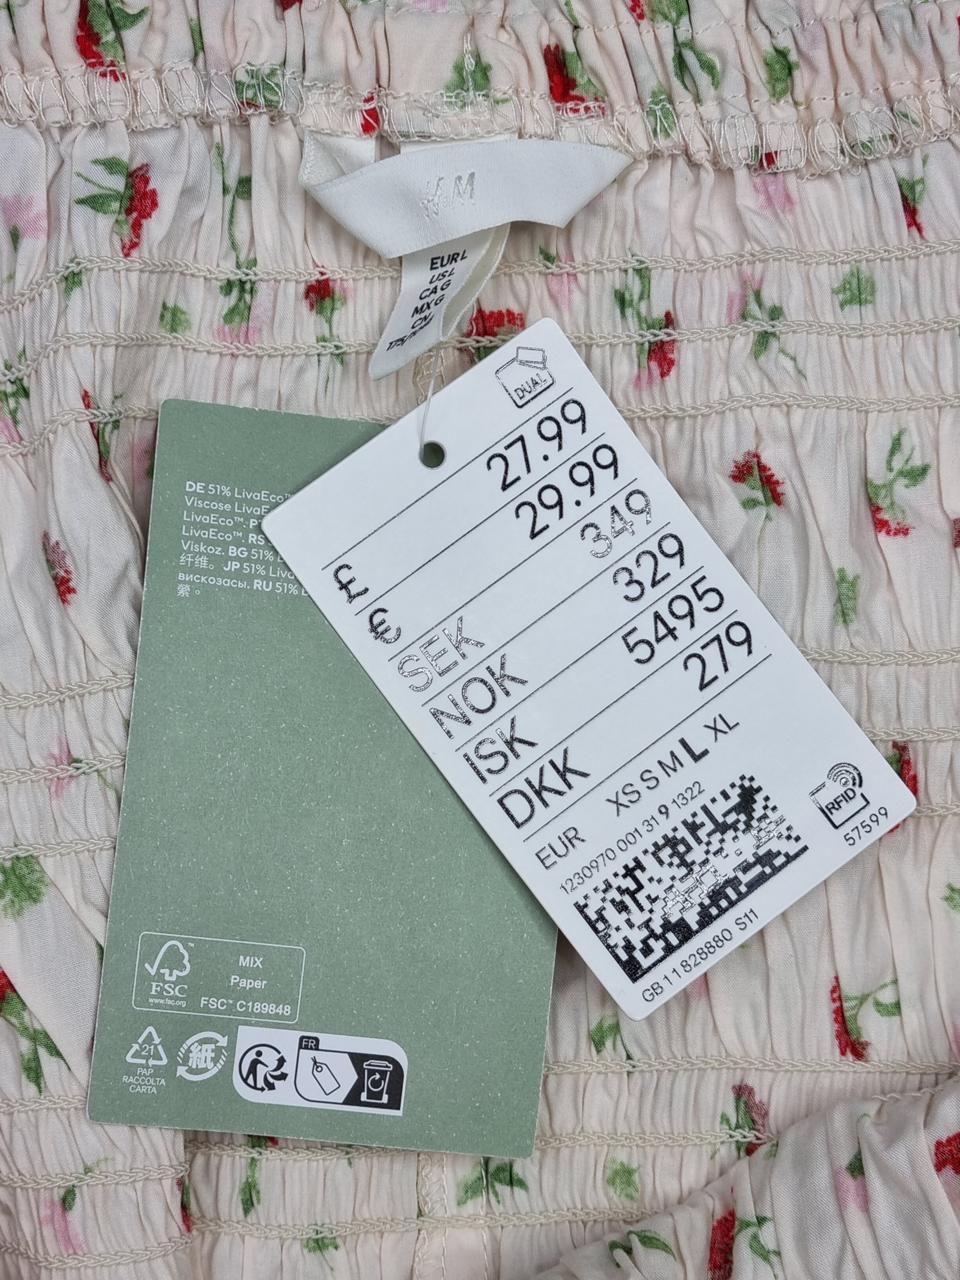 H&M
EUR L
US L
CA G
MX G
CN
DUAL
27.99
29.99
349
329
5495
279
£
€
SEK
NOK
ISK
DKK
EUR XS S M L XL
1230970 001 31 9 1322
RFID
57599
GB 11 828880 S11
DE 51% LivaEco™
Viscose LivaE
LivaEco™. P
LivaEco™. RS
Viskoz. BG 51%
纤维。 JP 51% Liva
вискозасы. RU 51%
縈。
FSC
www.fsc.org
MIX
Paper
FSC™ C189848
21
PAP
RACCOLTA
CARTA
紙
FR